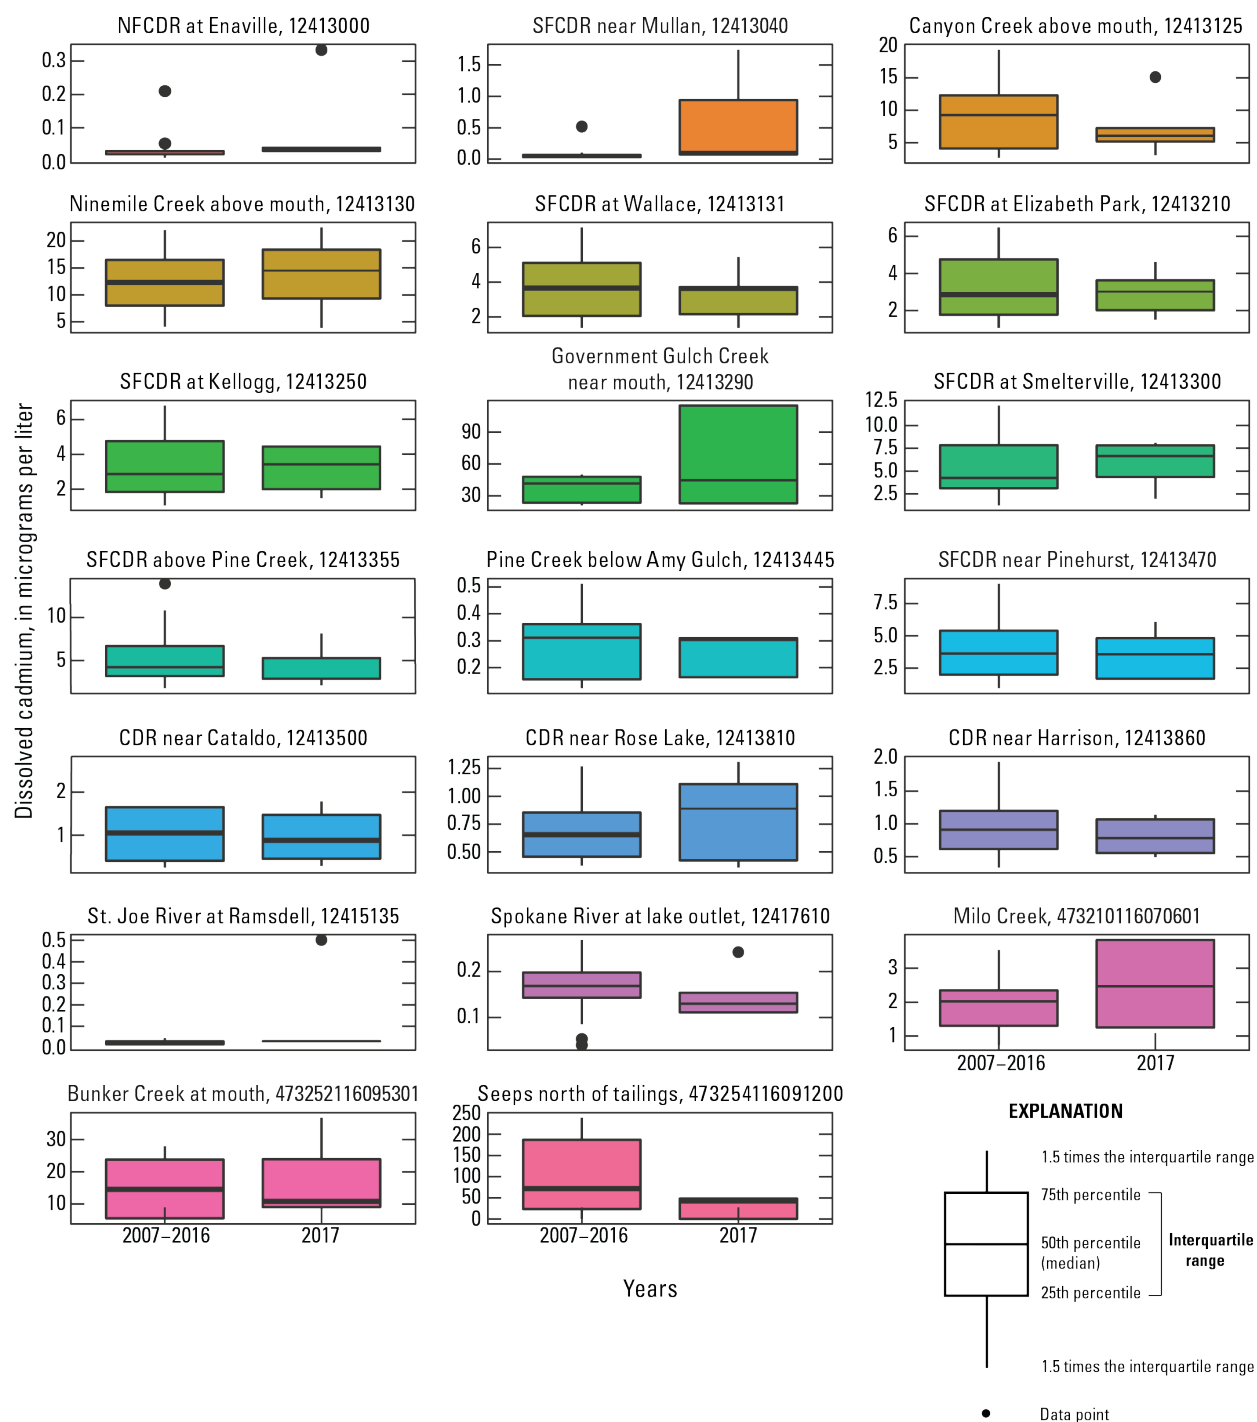 NFCDR at Enaville, 12413000
0.3
0.2
0.1
0.0
SFCDR near Mullan, 12413040
1.5
1.0
0.5
0.0
Canyon Creek above mouth, 12413125
20
15
10
5
Ninemile Creek above mouth, 12413130
20
15
10
5
SFCDR at Wallace, 12413131
6
4
2
SFCDR at Elizabeth Park, 12413210
6
4
2
SFCDR at Kellogg, 12413250
6
4
2
Government Gulch Creek
near mouth, 12413290
90
60
30
SFCDR at Smelterville, 12413300
12.5
10.0
7.5
5.0
2.5
Dissolved cadmium, in micrograms per liter
SFCDR above Pine Creek, 12413355
10
5
Pine Creek below Amy Gulch, 12413445
0.5
0.4
0.3
0.2
SFCDR near Pinehurst, 12413470
7.5
5.0
2.5
CDR near Cataldo, 12413500
2
1
CDR near Rose Lake, 12413810
1.25
1.00
0.75
0.50
CDR near Harrison, 12413860
2.0
1.5
1.0
0.5
St. Joe River at Ramsdell, 12415135
0.5
0.4
0.3
0.2
0.1
0.0
Spokane River at lake outlet, 12417610
0.2
0.1
Milo Creek, 473210116070601
3
2
1
2007–2016
2017
Bunker Creek at mouth, 473252116095301
30
20
10
2007–2016
2017
Seeps north of tailings, 473254116091200
250
200
150
100
50
0
2007–2016
2017
Years
EXPLANATION
1.5 times the interquartile range
75th percentile
50th percentile
(median)
Interquartile
range
25th percentile
1.5 times the interquartile range
Data point